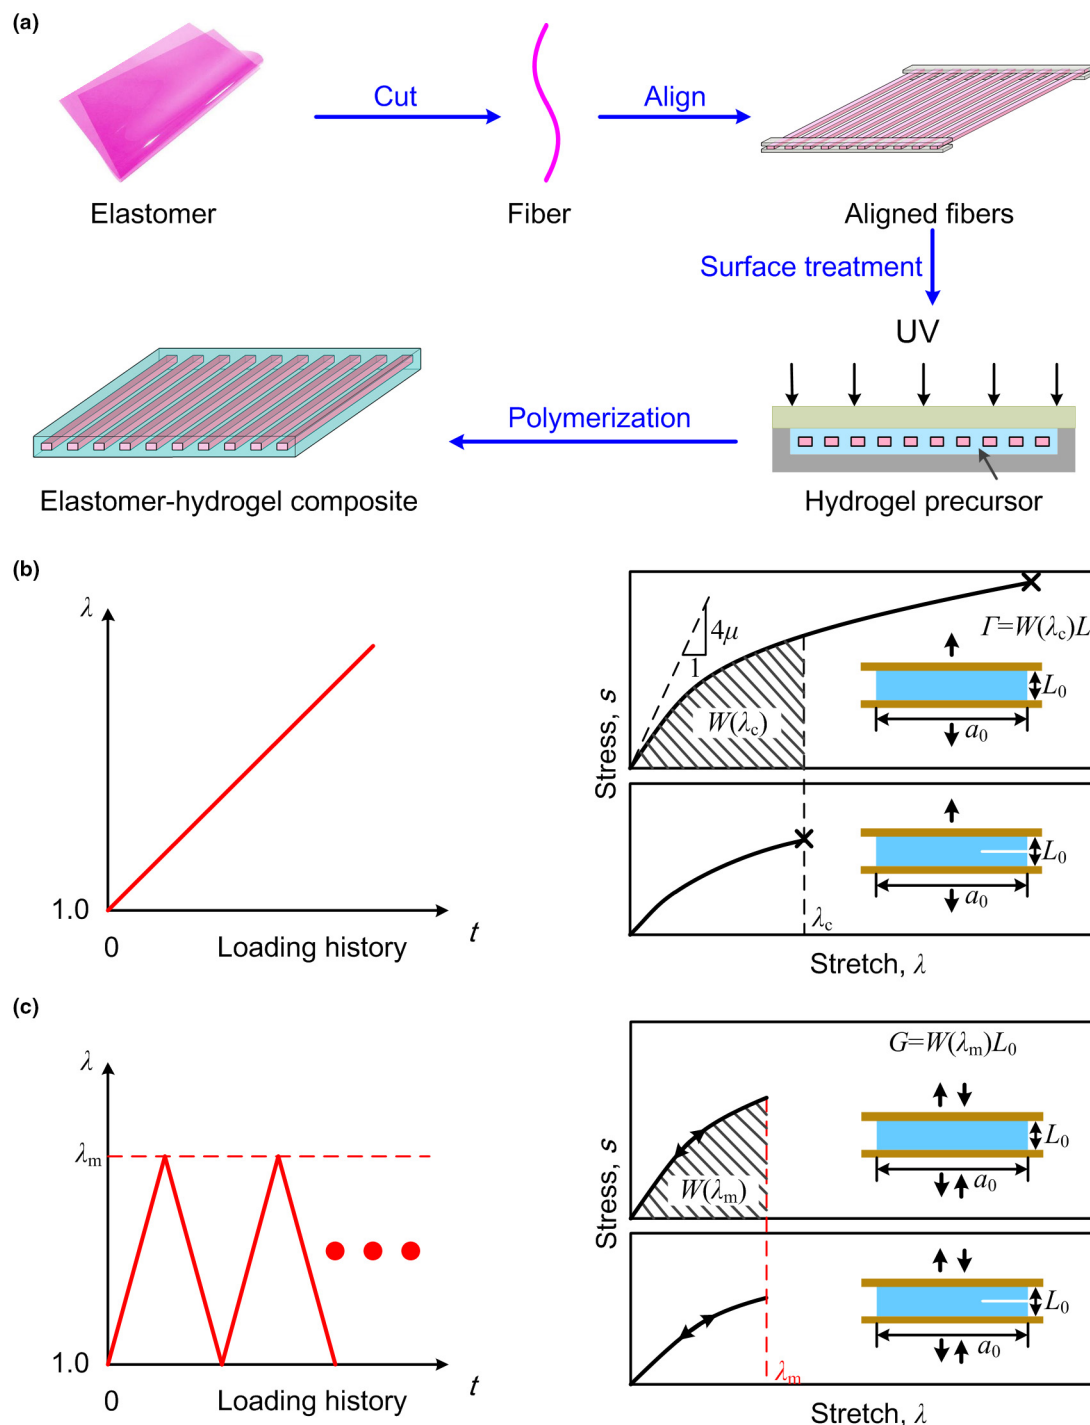 (a)
Cut
Align
Elastomer
Fiber
Aligned fibers
Surface treatment
UV
Polymerization
Elastomer-hydrogel composite
Hydrogel precursor
(b)
λ
1.0
0
Loading history
t
Stress, s
4μ
1
W(λc)
Γ=W(λc)L
L0
a0
L0
a0
λc
Stretch, λ
(c)
λ
λm
1.0
0
Loading history
t
Stress, s
W(λm)
G=W(λm)L0
L0
a0
L0
a0
λm
Stretch, λ